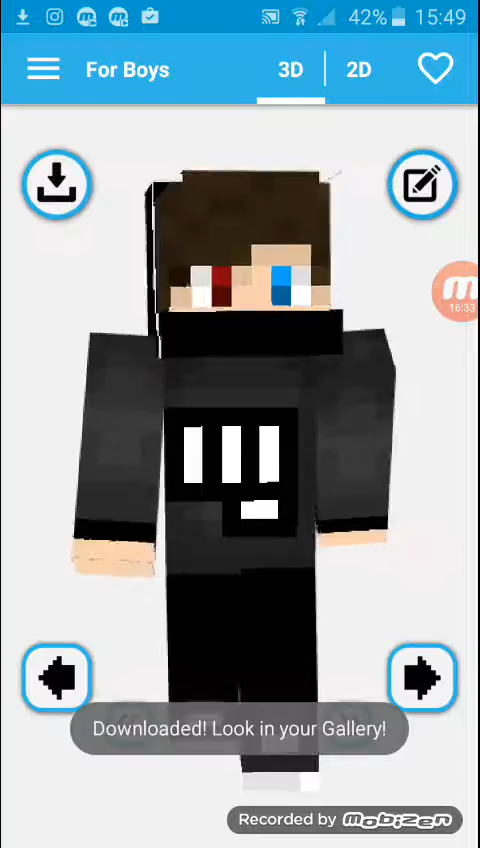 42% 15:49
For Boys 3D 2D
16:33
Downloaded! Look in your Gallery!
Recorded by mobizen